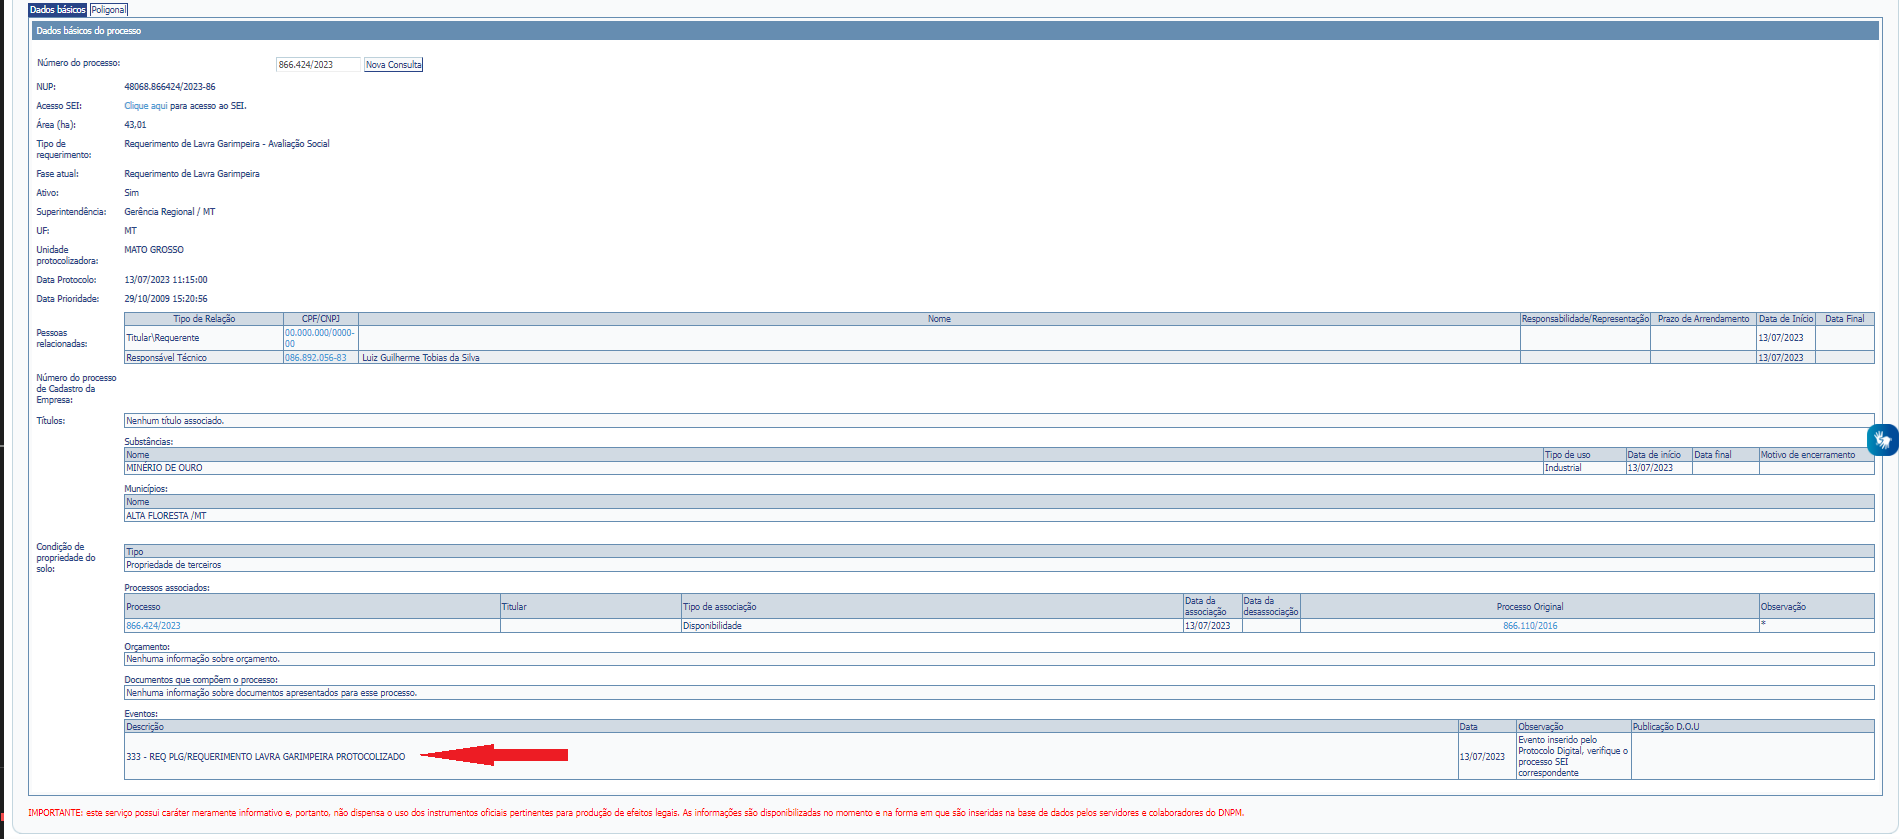 Dados básicos Poligonal
Dados básicos do processo
Número do processo: 866.424/2023 Nova Consulta
NUP: 48068.866424/2023-86
Acesso SEI: Clique aqui para acesso ao SEI.
Área (ha): 43,01
Tipo de requerimento: Requerimento de Lavra Garimpeira - Avaliação Social
Fase atual: Requerimento de Lavra Garimpeira
Ativo: Sim
Superintendência: Gerência Regional / MT
UF: MT
Unidade protocolizadora: MATO GROSSO
Data Protocolo: 13/07/2023 11:15:00
Data Prioridade: 29/10/2009 15:20:56
Pessoas relacionadas:
Tipo de Relação CPF/CNPJ Nome Responsabilidade/Representação Prazo de Arrendamento Data de Início Data Final
Titular\Requerente 00.000.000/0000-00 13/07/2023
Responsável Técnico 086.892.056-83 Luiz Guilherme Tobias da Silva 13/07/2023
Número do processo de Cadastro da Empresa:
Títulos: Nenhum título associado.
Substâncias:
Nome Tipo de uso Data de início Data final Motivo de encerramento
MINÉRIO DE OURO Industrial 13/07/2023
Municípios:
Nome
ALTA FLORESTA /MT
Condição de propriedade do solo:
Tipo
Propriedade de terceiros
Processos associados:
Processo Titular Tipo de associação Data da associação Data da desassociação Processo Original Observação
866.424/2023 Disponibilidade 13/07/2023 866.110/2016 *
Orçamento:
Nenhuma informação sobre orçamento.
Documentos que compõem o processo:
Nenhuma informação sobre documentos apresentados para esse processo.
Eventos:
Descrição Data Observação Publicação D.O.U
333 - REQ PLG/REQUERIMENTO LAVRA GARIMPEIRA PROTOCOLIZADO 13/07/2023 Evento inserido pelo Protocolo Digital, verifique o processo SEI correspondente
IMPORTANTE: este serviço possui caráter meramente informativo e, portanto, não dispensa o uso dos instrumentos oficiais pertinentes para produção de efeitos legais. As informações são disponibilizadas no momento e na forma em que são inseridas na base de dados pelos servidores e colaboradores do DNPM.